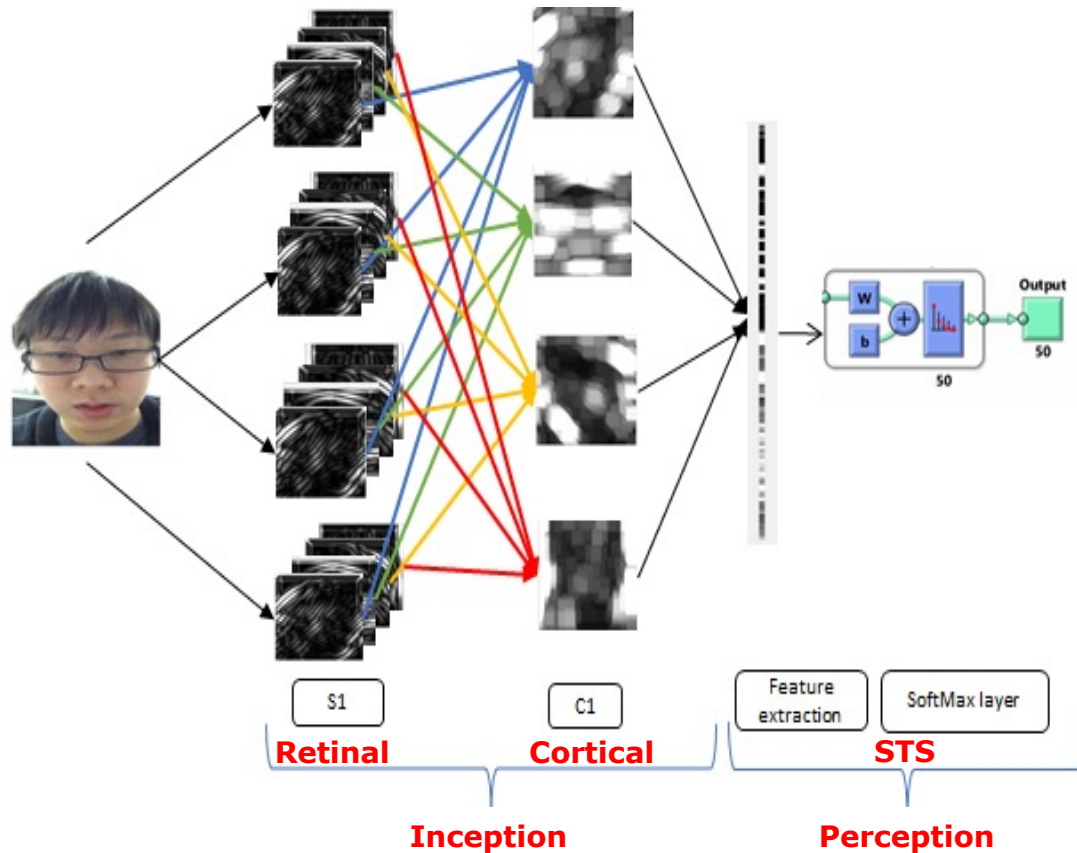 Output
W
b
50
50
S1
C1
Feature extraction
SoftMax layer
Retinal
Cortical
STS
Inception
Perception